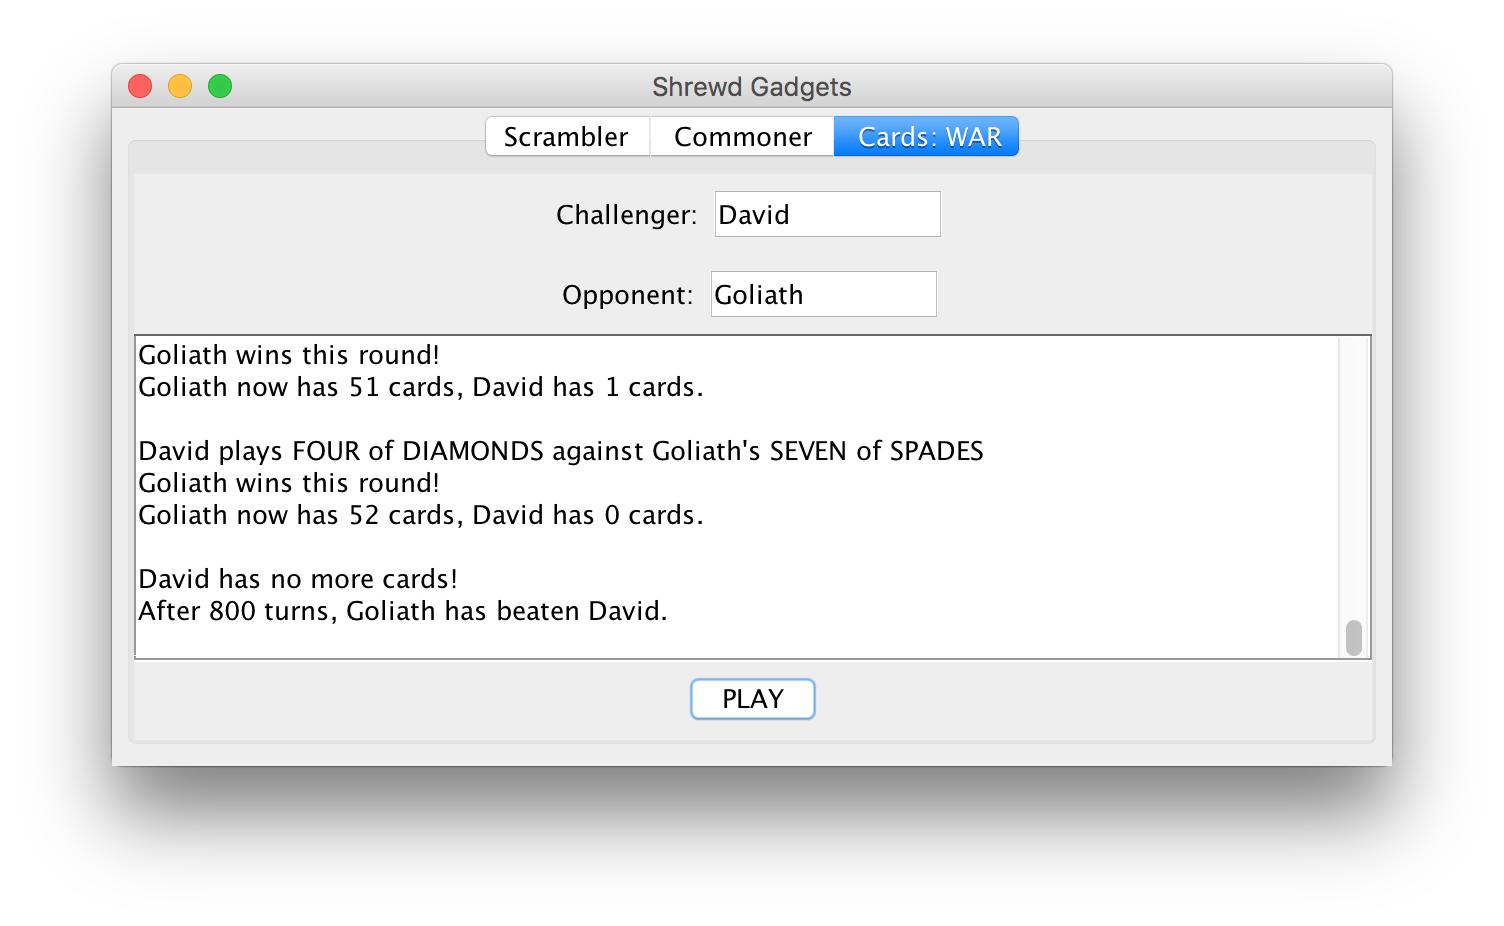 Shrewd Gadgets
Scrambler Commoner Cards: WAR
Challenger: David
Opponent: Goliath
Goliath wins this round!
Goliath now has 51 cards, David has 1 cards.
David plays FOUR of DIAMONDS against Goliath's SEVEN of SPADES
Goliath wins this round!
Goliath now has 52 cards, David has 0 cards.
David has no more cards!
After 800 turns, Goliath has beaten David.
PLAY